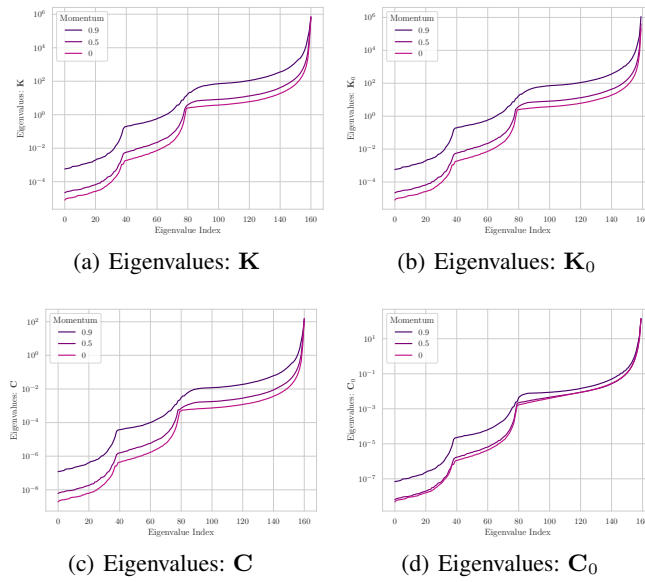 Momentum
0.9
0.5
0
Eigenvalues: K
10^6
10^4
10^2
10^0
10^−2
10^−4
0 20 40 60 80 100 120 140 160
Eigenvalue Index
(a) Eigenvalues: K
Momentum
0.9
0.5
0
Eigenvalues: K_0
10^6
10^4
10^2
10^0
10^−2
10^−4
0 20 40 60 80 100 120 140 160
Eigenvalue Index
(b) Eigenvalues: K_0
Momentum
0.9
0.5
0
Eigenvalues: C
10^2
10^0
10^−2
10^−4
10^−6
10^−8
0 20 40 60 80 100 120 140 160
Eigenvalue Index
(c) Eigenvalues: C
Momentum
0.9
0.5
0
Eigenvalues: C_0
10^1
10^−1
10^−3
10^−5
10^−7
0 20 40 60 80 100 120 140 160
Eigenvalue Index
(d) Eigenvalues: C_0